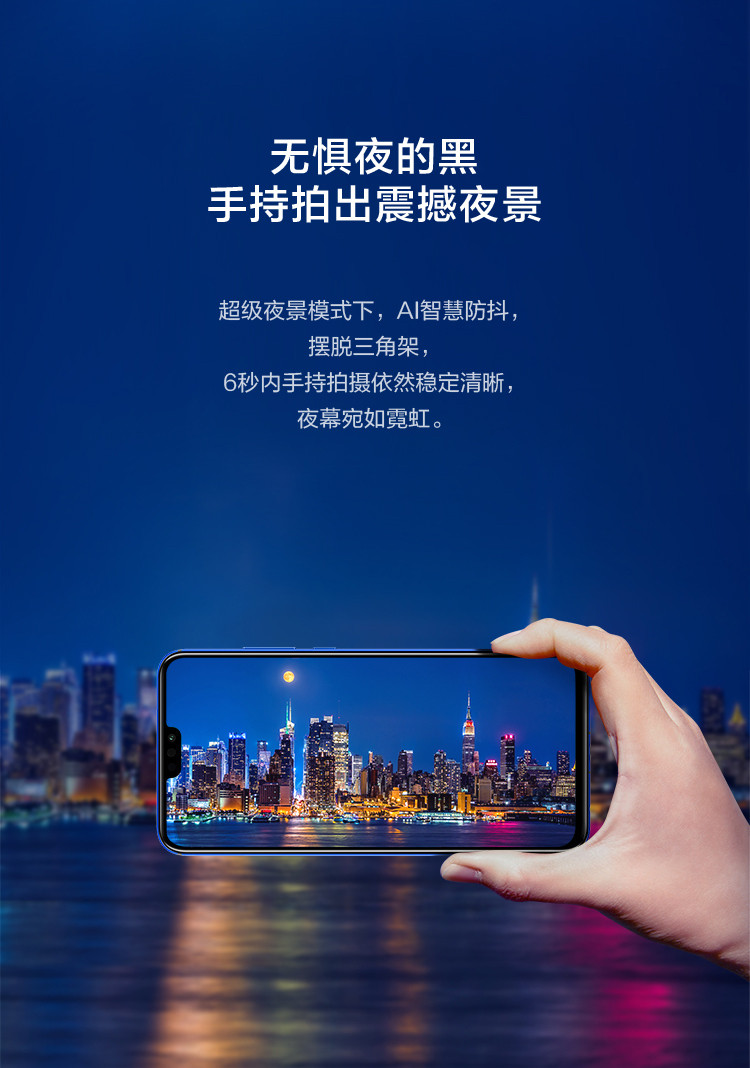 无惧夜的黑
手持拍出震撼夜景
超级夜景模式下，AI智慧防抖，
摆脱三角架，
6秒内手持拍摄依然稳定清晰，
夜幕宛如霓虹。